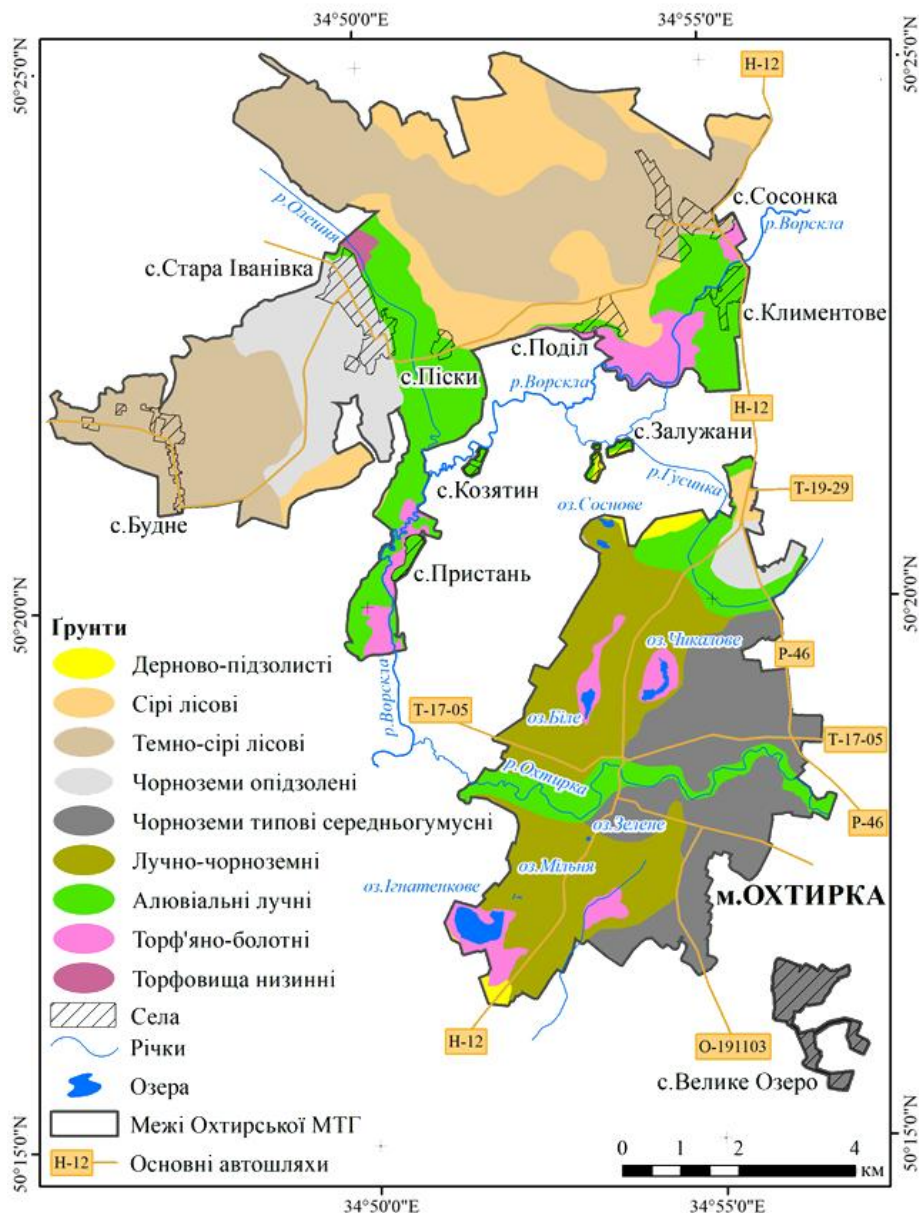 34°50'0"E
34°55'0"E
50°25'0"N
50°25'0"N
Н-12
с.Сосонка
р.Ворскла
р.Олешня
с.Стара Іванівка
с.Климентове
с.Поділ
с.Піски
р.Ворскла
Н-12
с.Залужани
р.Гусинка
Т-19-29
с.Козятин
оз.Соснове
с.Будне
с.Пристань
50°20'0"N
50°20'0"N
Ґрунти
Дерново-підзолисті
Сірі лісові
Темно-сірі лісові
Чорноземи опідзолені
Чорноземи типові середньогумусні
Лучно-чорноземні
Алювіальні лучні
Торф'яно-болотні
Торфовища низинні
Села
Річки
Озера
Межі Охтирської МТГ
Н-12
Основні автошляхи
оз.Чикалове
Р-46
р.Ворскла
Т-17-05
оз.Біле
Т-17-05
р.Охтирка
Р-46
оз.Зелене
оз.Мільня
оз.Ігнатенкове
м.ОХТИРКА
Н-12
О-191103
с.Велике Озеро
50°15'0"N
50°15'0"N
0 1 2 4
км
34°50'0"E
34°55'0"E